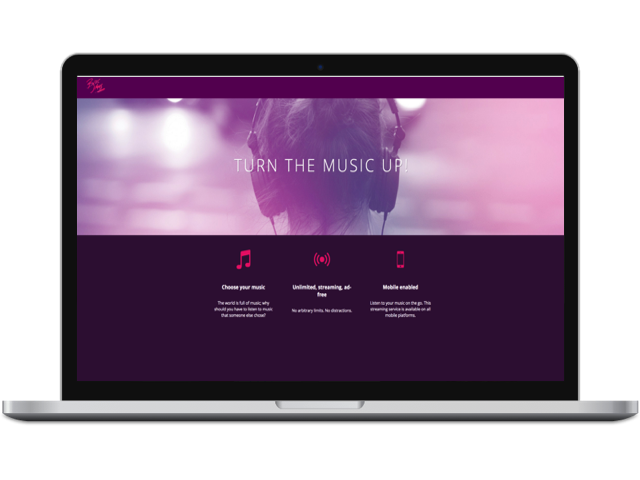 TURN THE MUSIC UP!
Choose your music
Unlimited, streaming, ad-
free
Mobile enabled
The world is full of music; why
should you have to listen to music
that someone else chose?
No arbitrary limits. No distractions.
Listen to your music on the go. This
streaming service is available on all
mobile platforms.